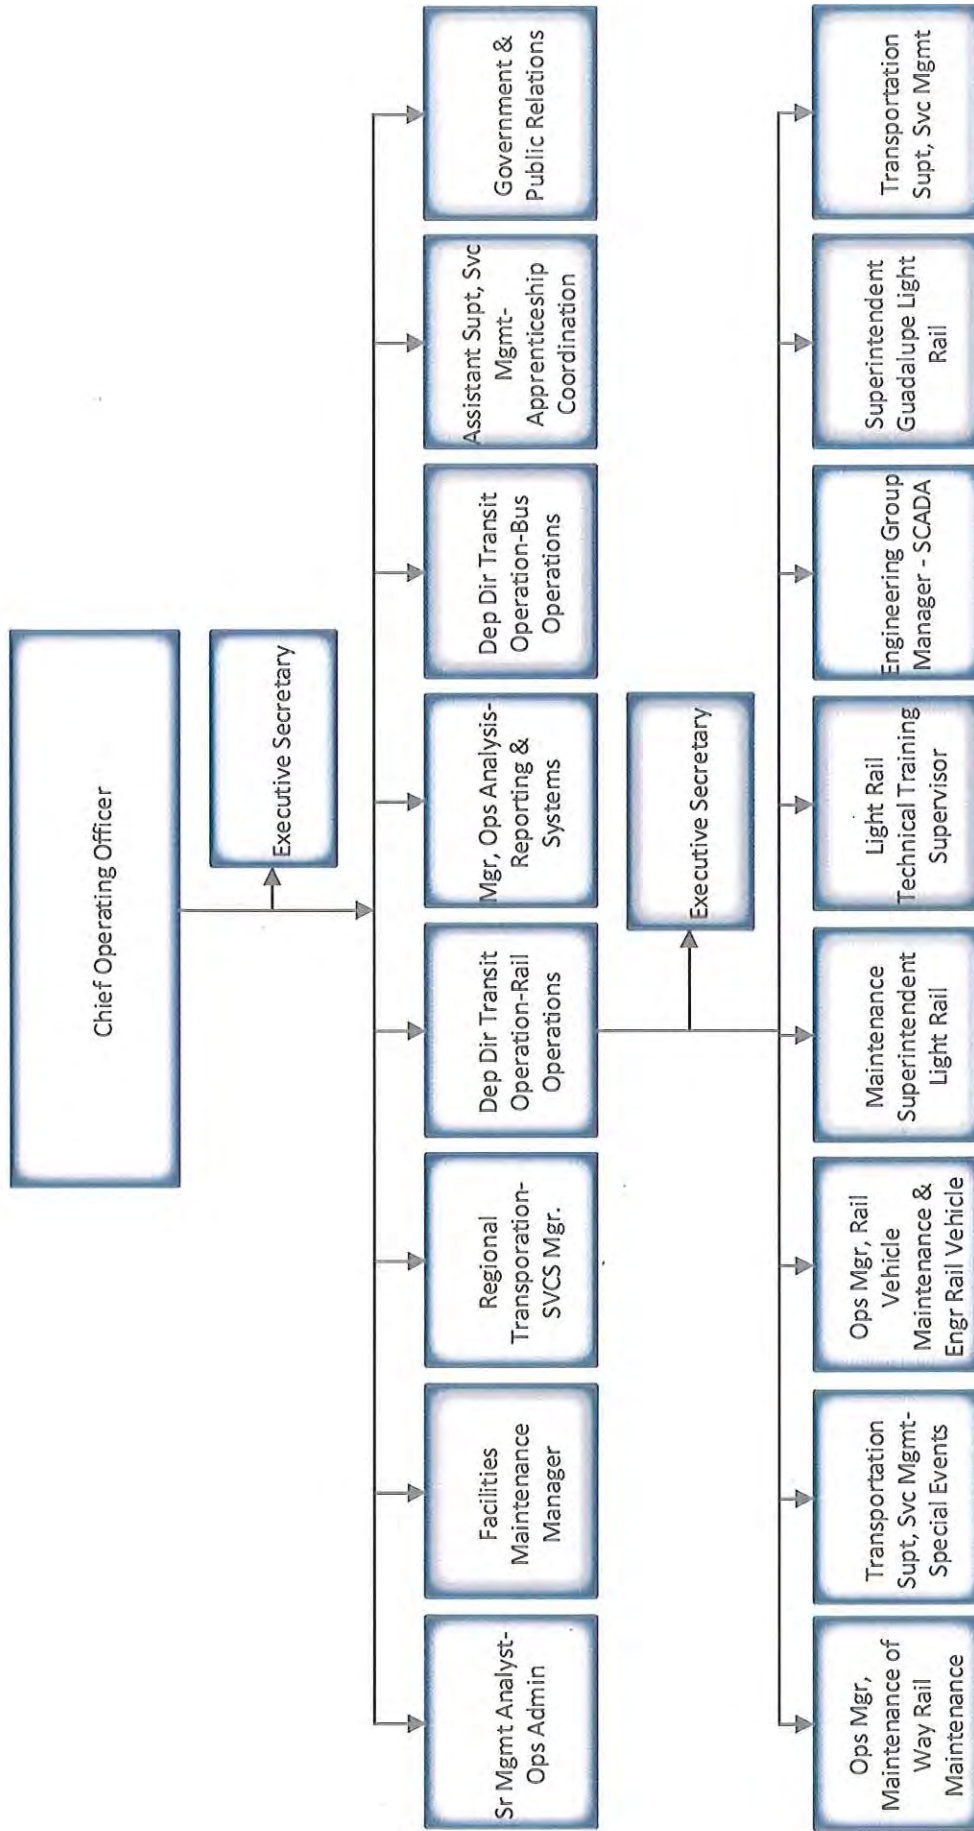 Chief Operating Officer
Executive Secretary
Sr Mgmt Analyst-
Ops Admin
Facilities
Maintenance
Manager
Regional
Transporation-
SVCS Mgr.
Dep Dir Transit
Operation-Rail
Operations
Mgr, Ops Analysis-
Reporting &
Systems
Dep Dir Transit
Operation-Bus
Operations
Assistant Supt, Svc
Mgmt-
Apprenticeship
Coordination
Government &
Public Relations
Executive Secretary
Ops Mgr,
Maintenance of
Way Rail
Maintenance
Transportation
Supt, Svc Mgmt-
Special Events
Ops Mgr, Rail
Vehicle
Maintenance &
Engr Rail Vehicle
Maintenance
Superintendent
Light Rail
Light Rail
Technical Training
Supervisor
Engineering Group
Manager - SCADA
Superintendent
Guadalupe Light
Rail
Transportation
Supt, Svc Mgmt